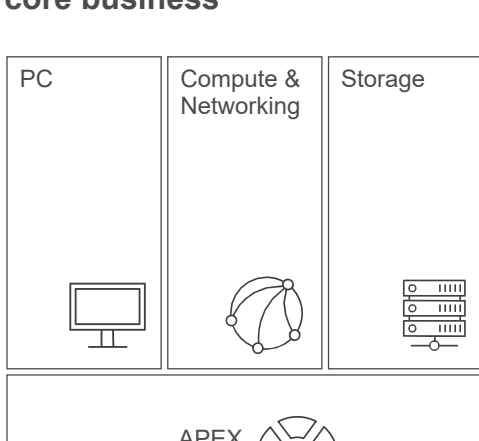 core business
PC
Compute &
Networking
Storage
APEX